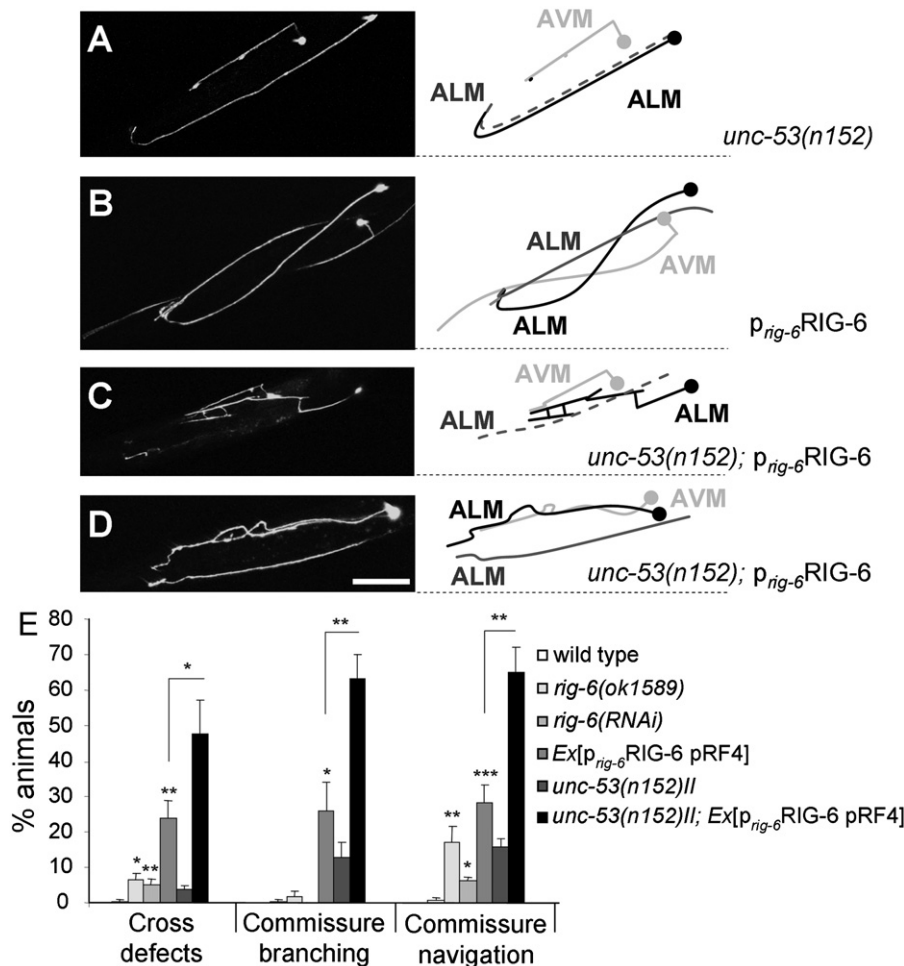 A
AVM
ALM
ALM
unc-53(n152)
B
ALM
AVM
ALM
prig-6RIG-6
C
AVM
ALM
ALM
unc-53(n152); prig-6RIG-6
D
ALM
AVM
ALM
unc-53(n152); prig-6RIG-6
E
% animals
80
70
60
50
40
30
20
10
0
*
**
**
*
*
**
**
*
***
**
Cross defects
Commissure branching
Commissure navigation
wild type
rig-6(ok1589)
rig-6(RNAi)
Ex[prig-6RIG-6 pRF4]
unc-53(n152)II
unc-53(n152)II; Ex[prig-6RIG-6 pRF4]